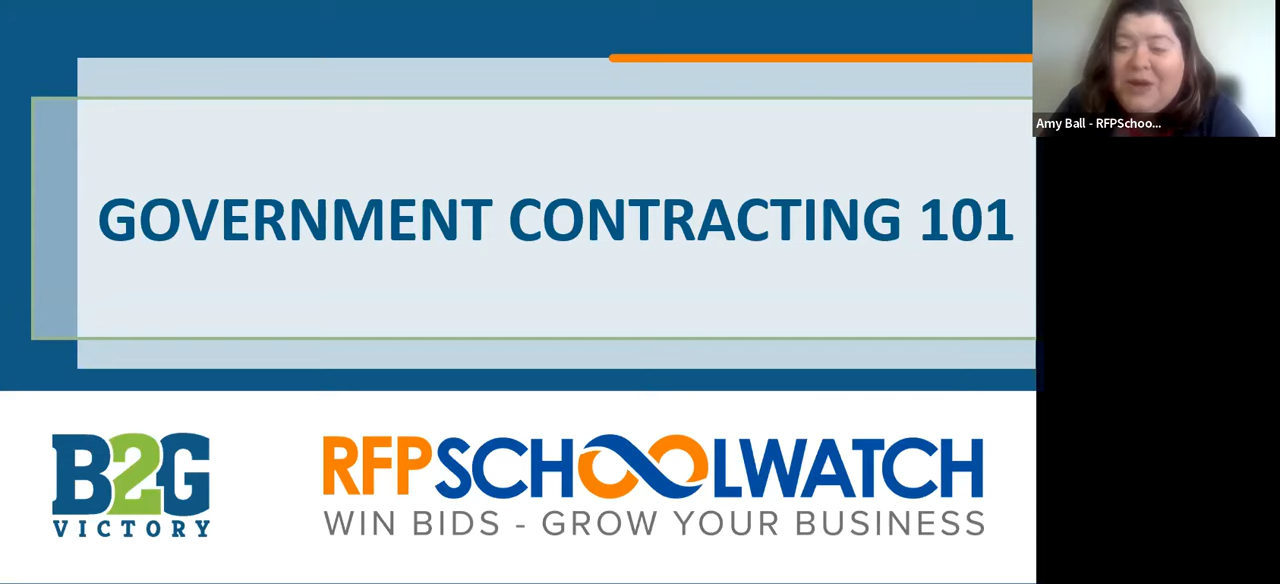 GOVERNMENT CONTRACTING 101
Amy Ball - RFPSchoo...
B2G
VICTORY
RFPSCHOOLWATCH
WIN BIDS - GROW YOUR BUSINESS